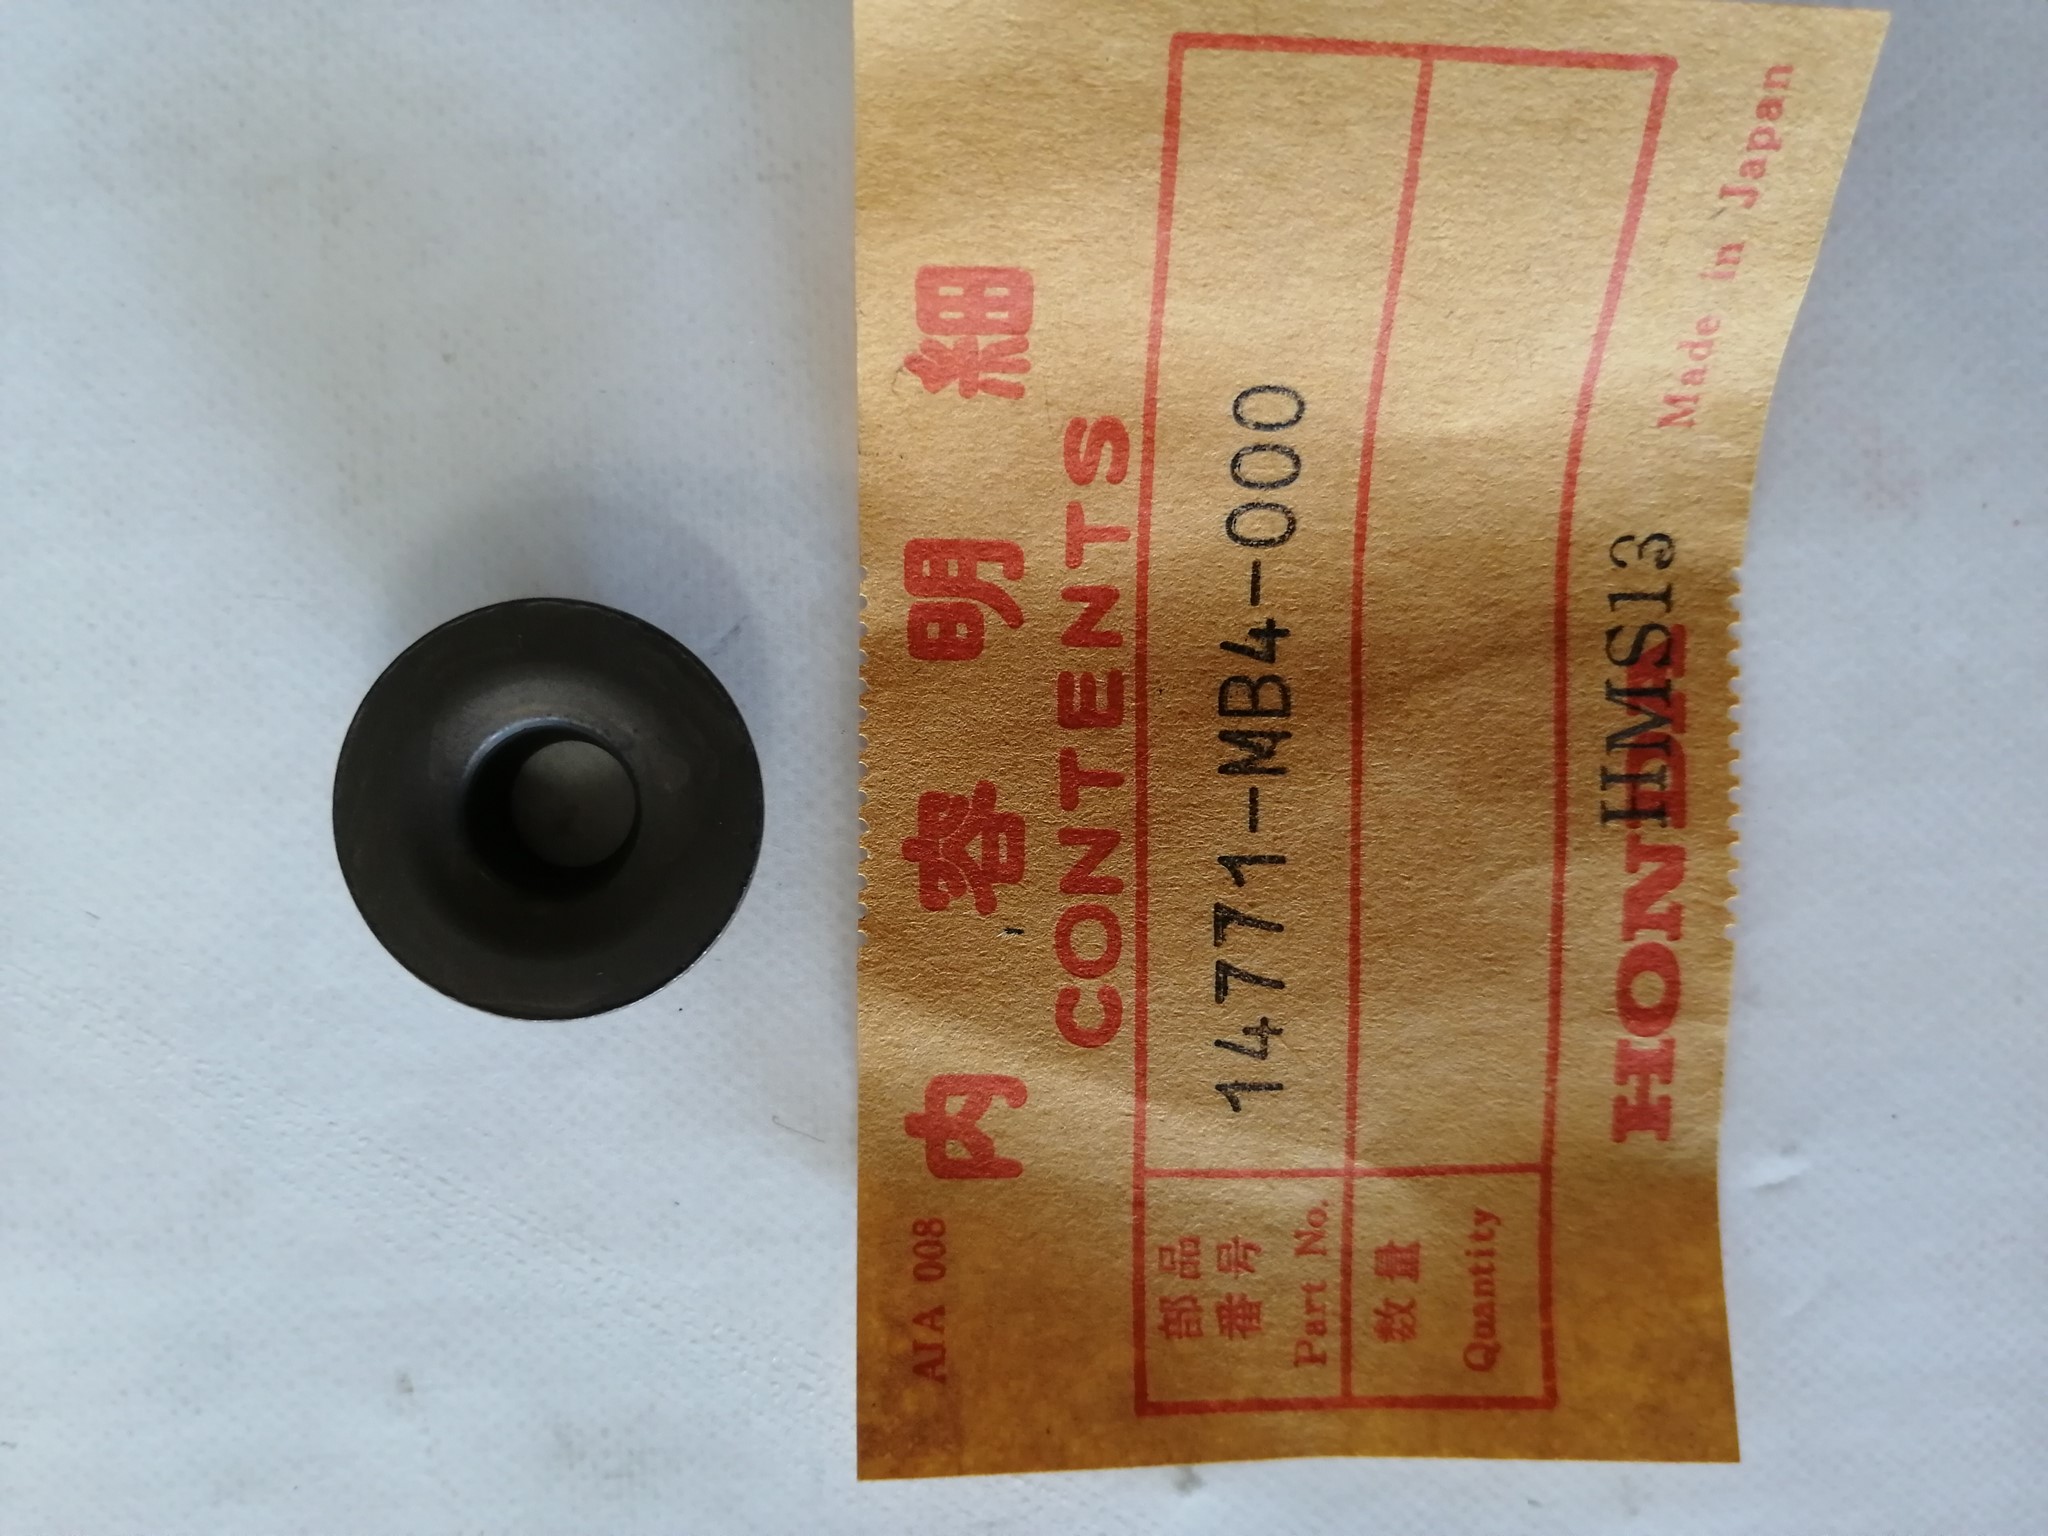 AIA 008
内容明細
CONTENTS
部品
番号
Part No.
14771-MB4-000
数量
Quantity
HMS13
Made in Japan